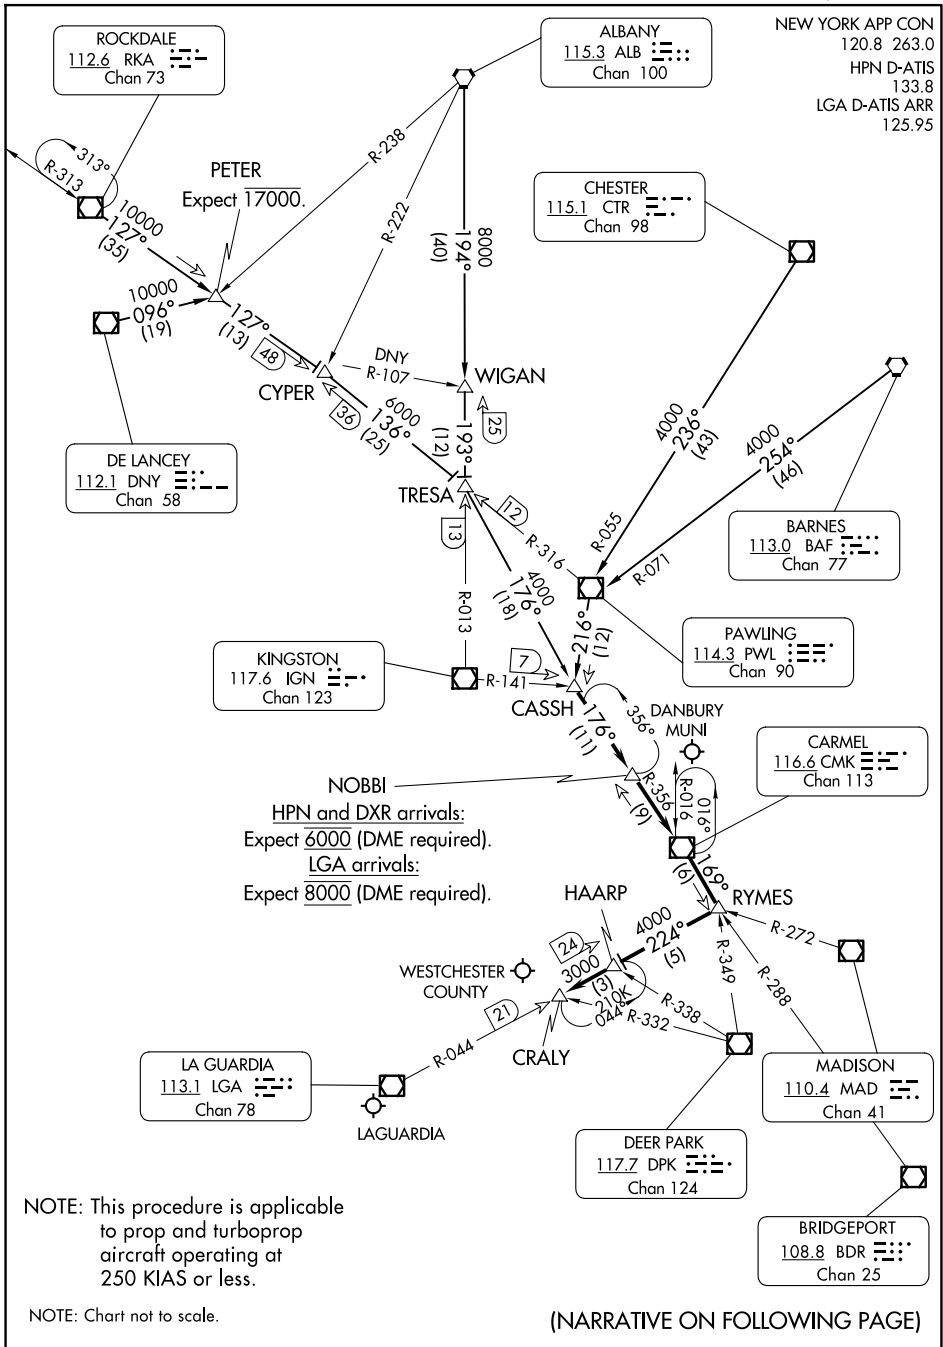 ROCKDALE
112.6 RKA
Chan 73
ALBANY
115.3 ALB
Chan 100
NEW YORK APP CON
120.8 263.0
HPN D-ATIS
133.8
LGA D-ATIS ARR
125.95
R-313
313°
R-238
R-222
PETER
Expect 17000.
CHESTER
115.1 CTR
Chan 98
10000
127°
(35)
8000
194°
(40)
10000
096°
(19)
127°
(13)
48
DNY
R-107
WIGAN
CYPER
36
6000
136°
(25)
25
193°
(12)
4000
236°
(43)
4000
254°
(46)
DE LANCEY
112.1 DNY
Chan 58
TRESA
12
13
R-316
R-055
R-071
BARNES
113.0 BAF
Chan 77
4000
176°
(18)
R-013
216°
(12)
PAWLING
114.3 PWL
Chan 90
KINGSTON
117.6 IGN
Chan 123
7
R-141
CASSH
176°
(11)
356°
DANBURY
MUNI
CARMEL
116.6 CMK
Chan 113
NOBBI
HPN and DXR arrivals:
Expect 6000 (DME required).
LGA arrivals:
Expect 8000 (DME required).
(9)
R-356
R-016
016°
169°
(6)
HAARP
RYMES
4000
224°
(5)
R-272
R-349
R-288
WESTCHESTER
COUNTY
24
3000
(3)
210K
044°
R-338
R-332
21
R-044
CRALY
LA GUARDIA
113.1 LGA
Chan 78
LAGUARDIA
MADISON
110.4 MAD
Chan 41
DEER PARK
117.7 DPK
Chan 124
BRIDGEPORT
108.8 BDR
Chan 25
NOTE: This procedure is applicable
to prop and turboprop
aircraft operating at
250 KIAS or less.
NOTE: Chart not to scale.
(NARRATIVE ON FOLLOWING PAGE)